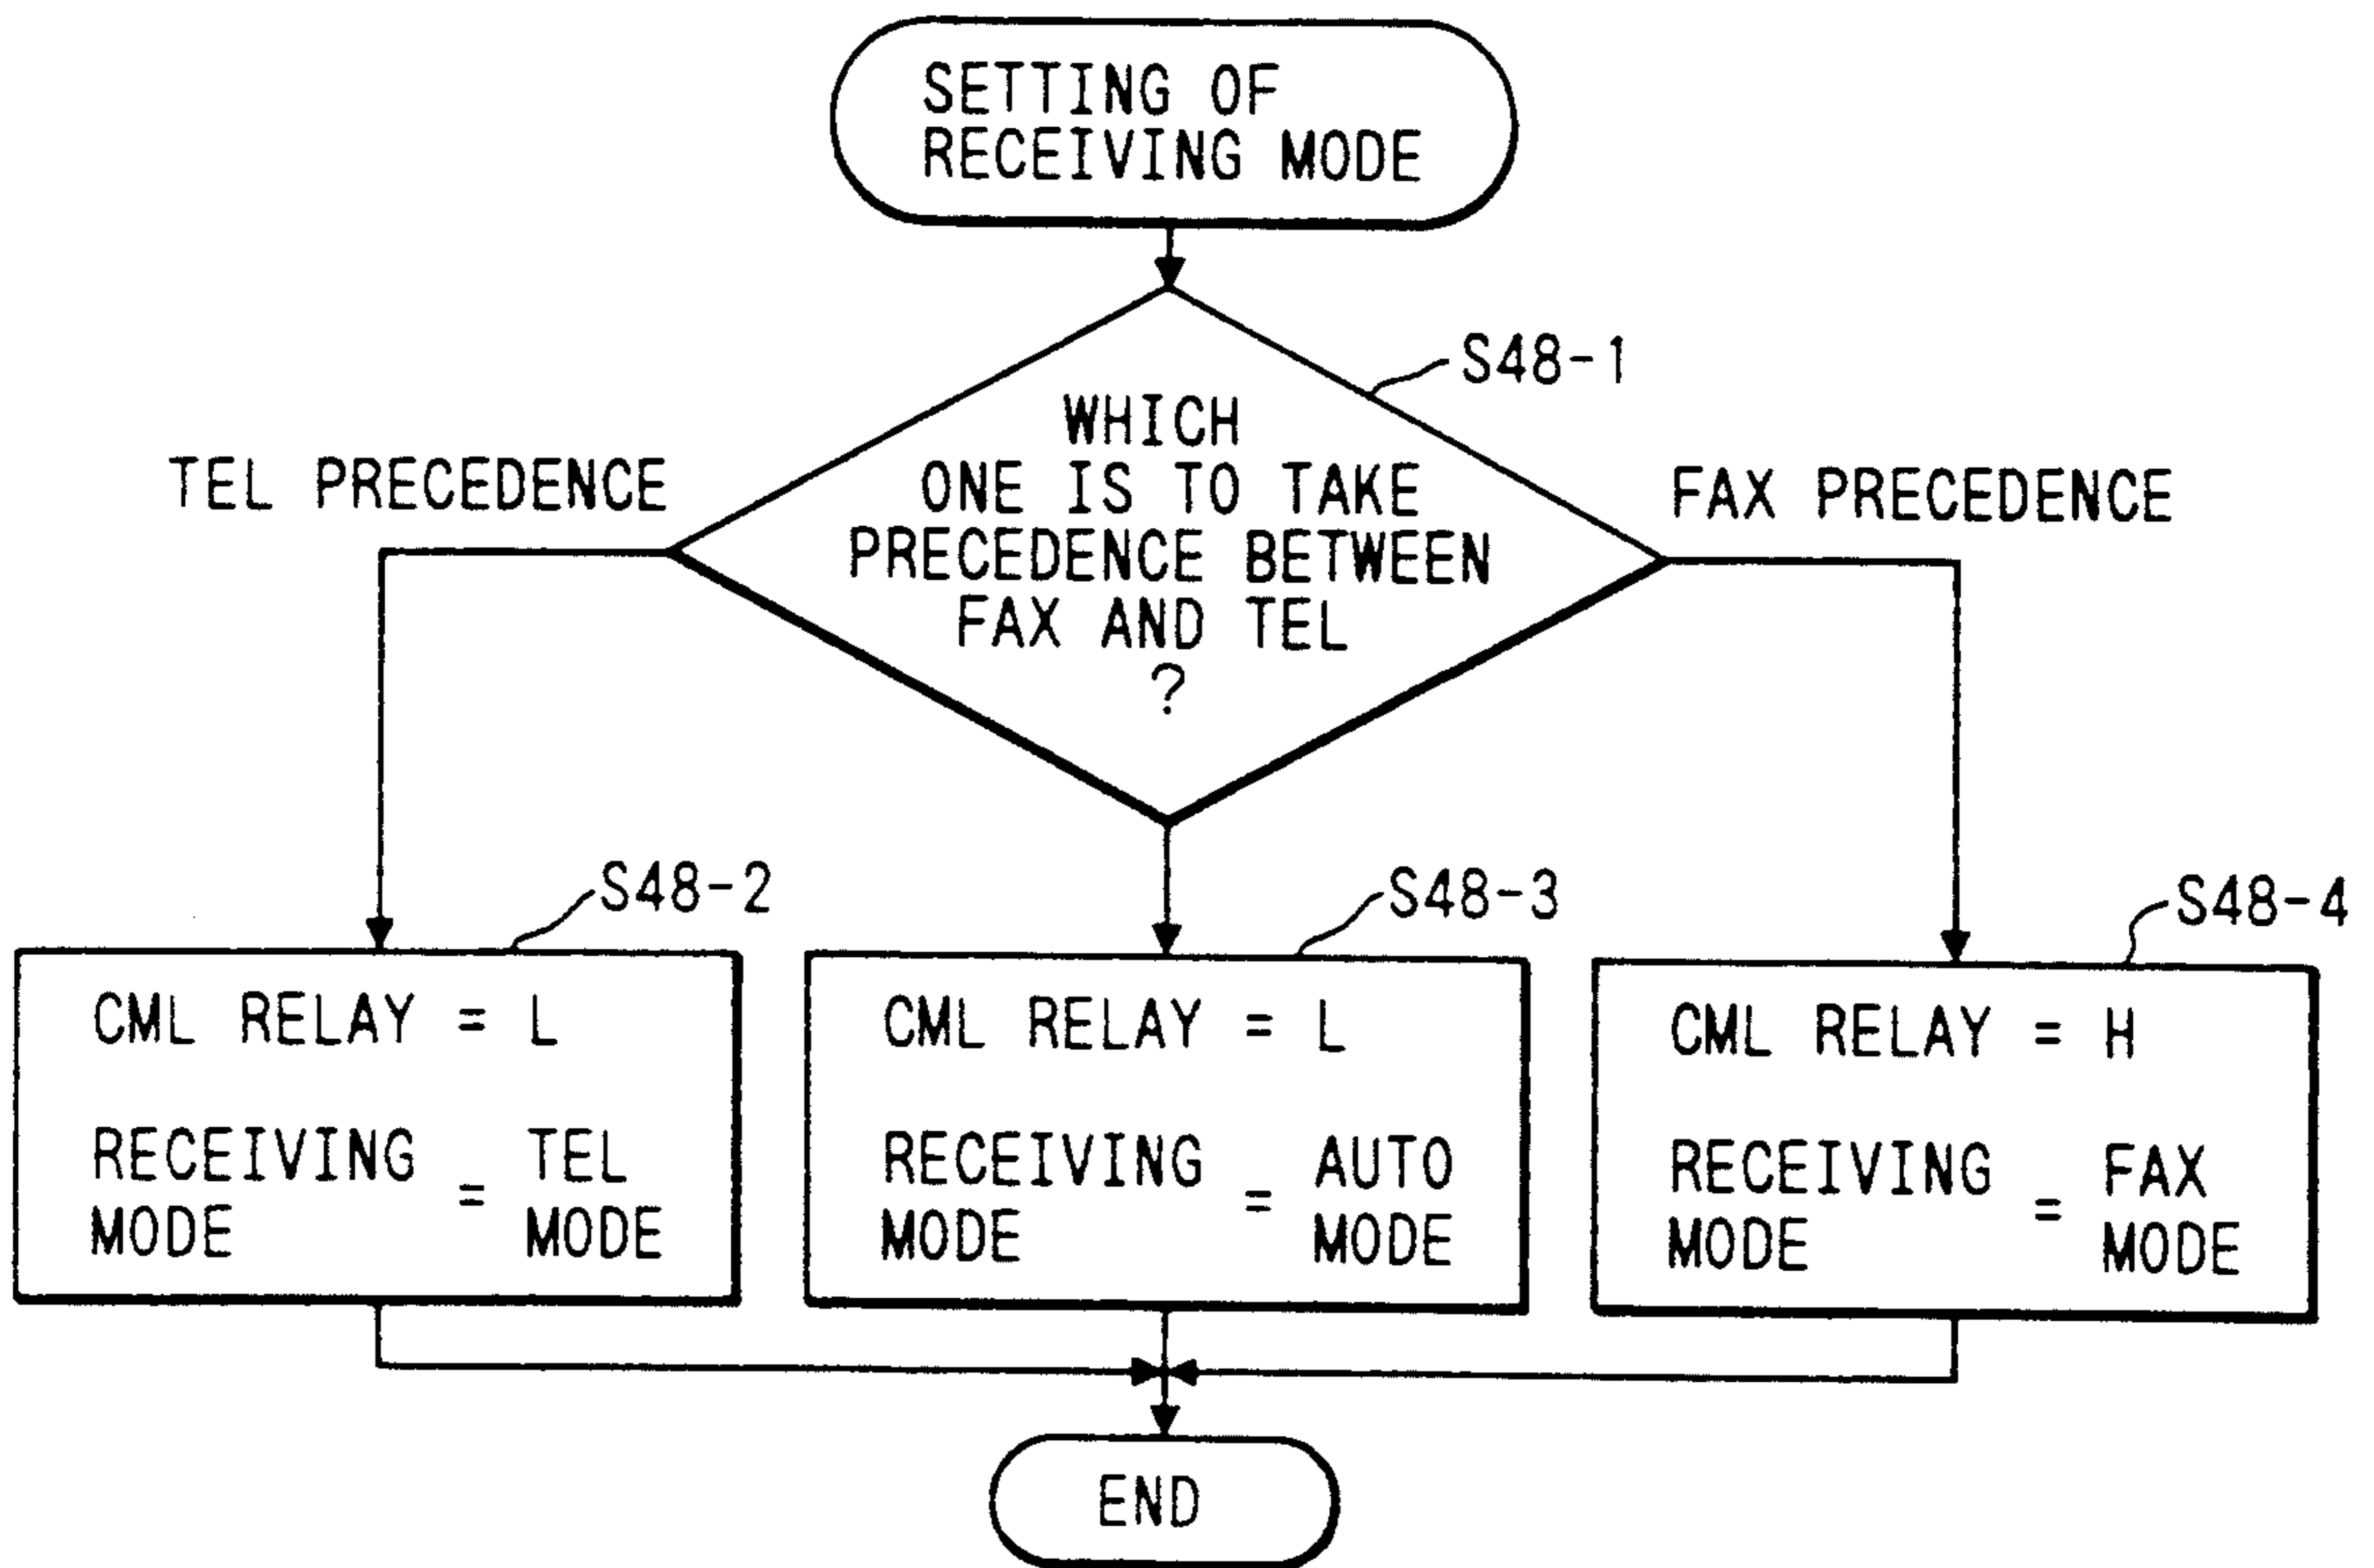 SETTING OF
RECEIVING MODE
S48-1
WHICH
ONE IS TO TAKE
PRECEDENCE BETWEEN
FAX AND TEL
?
TEL PRECEDENCE
FAX PRECEDENCE
S48-2
CML RELAY = L
RECEIVING MODE = TEL MODE
S48-3
CML RELAY = L
RECEIVING MODE = AUTO MODE
S48-4
CML RELAY = H
RECEIVING MODE = FAX MODE
END